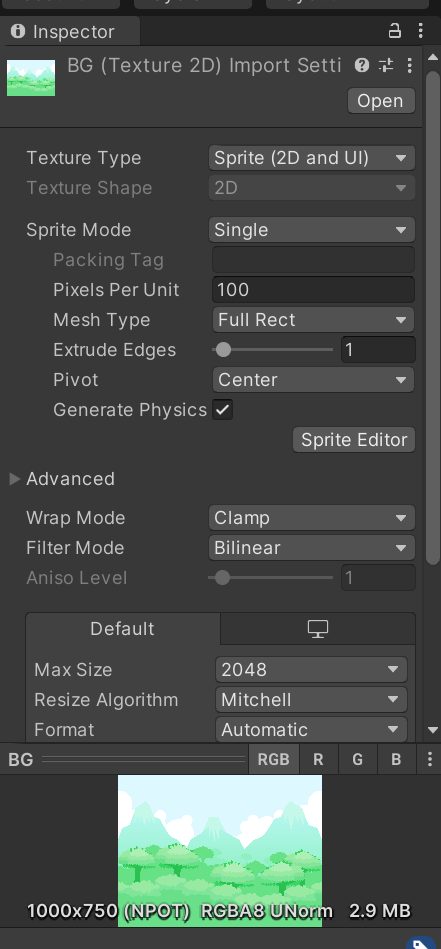 Inspector
BG (Texture 2D) Import Setti
Open
Texture Type Sprite (2D and UI)
Texture Shape 2D
Sprite Mode Single
Packing Tag
Pixels Per Unit 100
Mesh Type Full Rect
Extrude Edges 1
Pivot Center
Generate Physics
Sprite Editor
Advanced
Wrap Mode Clamp
Filter Mode Bilinear
Aniso Level 1
Default
Max Size 2048
Resize Algorithm Mitchell
Format Automatic
BG RGB R G B
1000x750 (NPOT) RGBA8 UNorm 2.9 MB